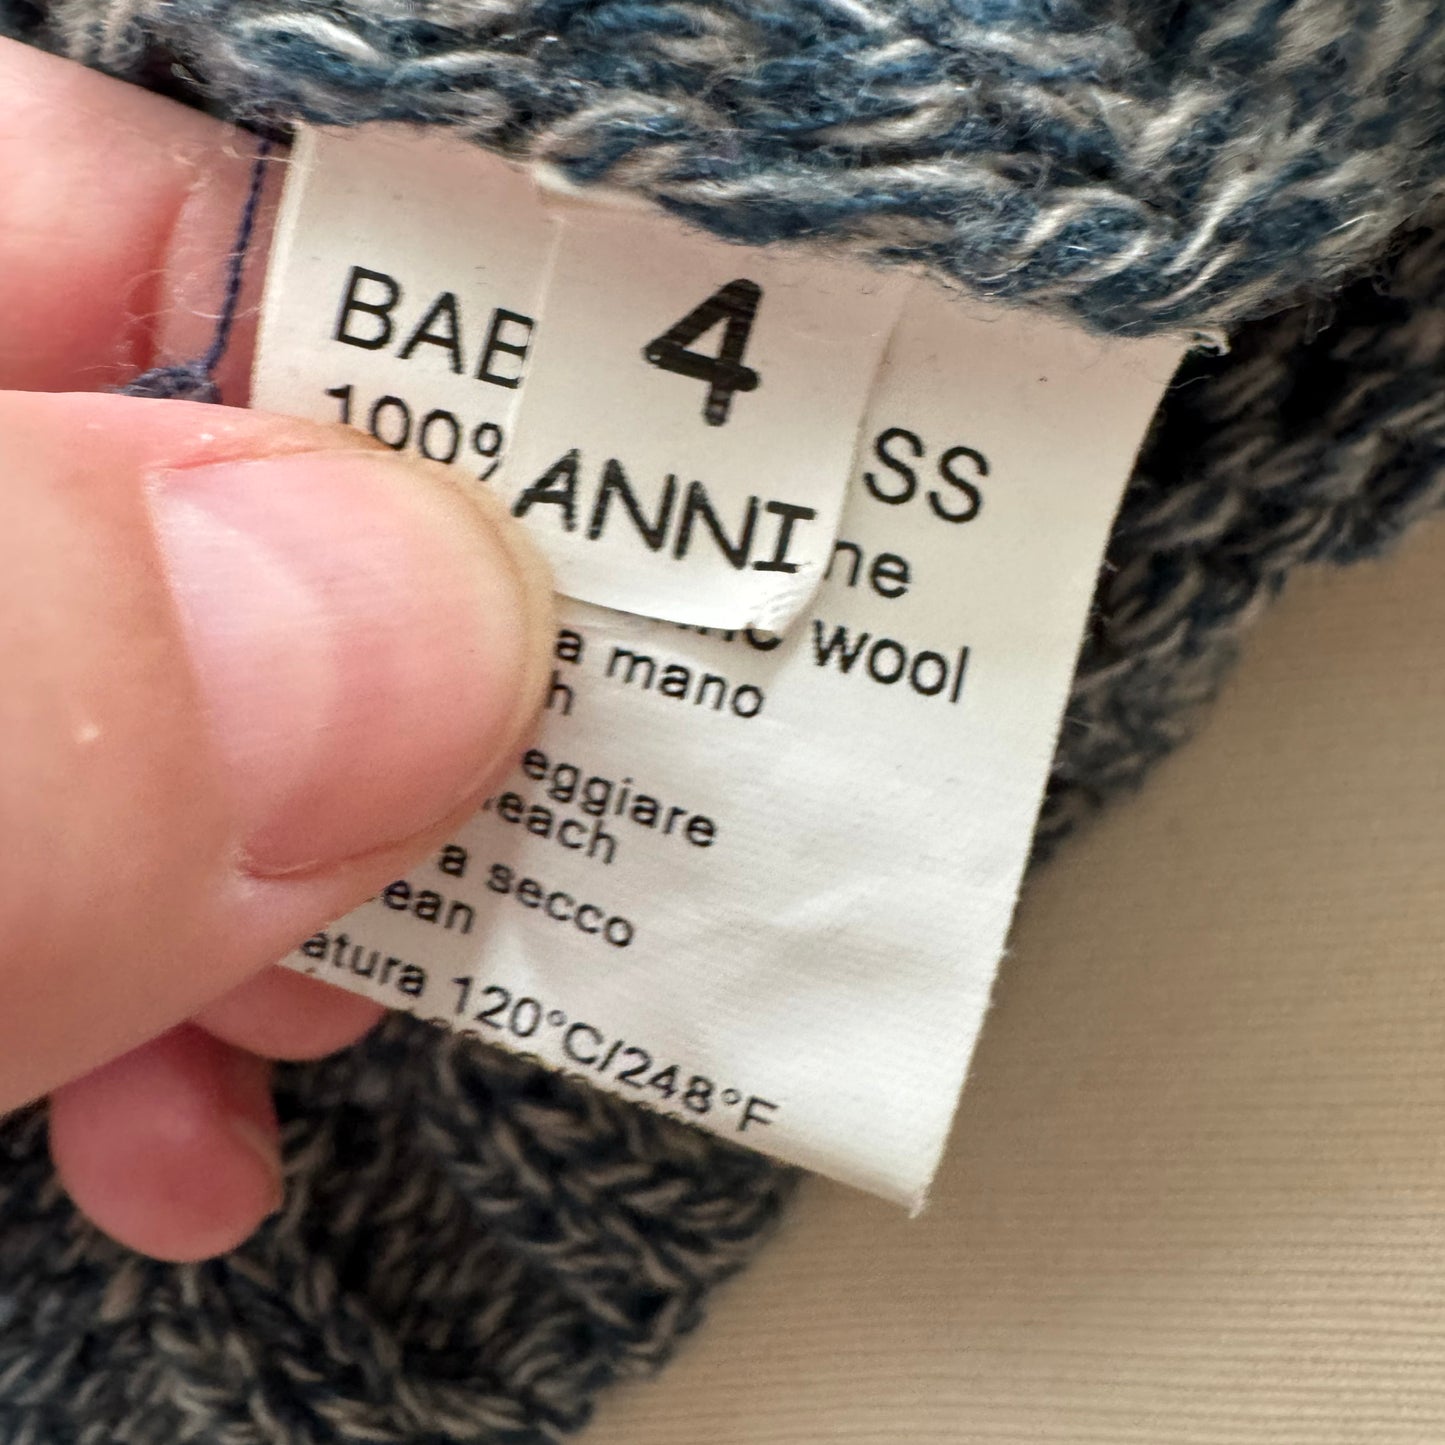 4
ANNI
BAB SS
100% ne
wool
a mano
h
eggiare
each
a secco
ean
atura 120°C/248°F